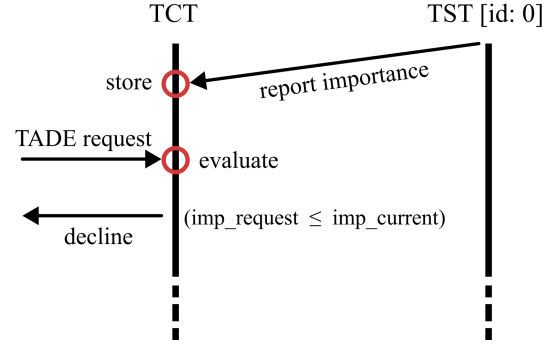 TCT
TST [id: 0]
store
report importance
TADE request
evaluate
(imp_request ≤ imp_current)
decline